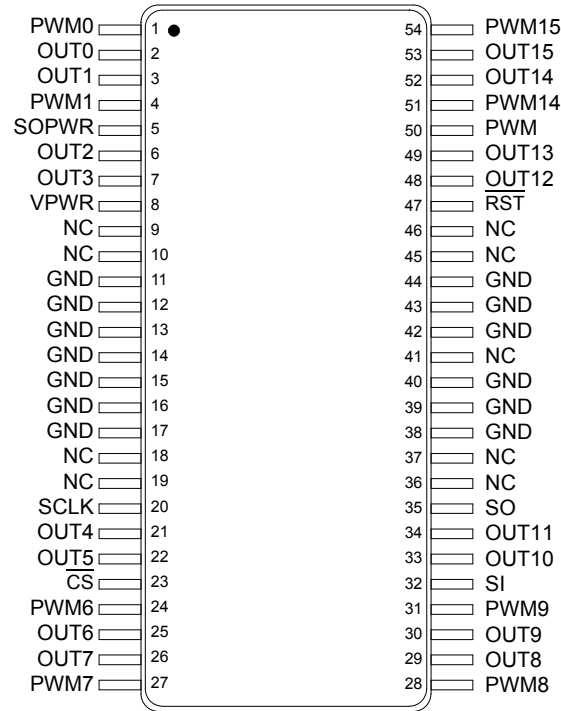 PWM0 1 54 PWM15
OUT0 2 53 OUT15
OUT1 3 52 OUT14
PWM1 4 51 PWM14
SOPWR 5 50 PWM
OUT2 6 49 OUT13
OUT3 7 48 OUT12
VPWR 8 47 R̅S̅T̅
NC 9 46 NC
NC 10 45 NC
GND 11 44 GND
GND 12 43 GND
GND 13 42 GND
GND 14 41 NC
GND 15 40 GND
GND 16 39 GND
GND 17 38 GND
NC 18 37 NC
NC 19 36 NC
SCLK 20 35 SO
OUT4 21 34 OUT11
OUT5 22 33 OUT10
C̅S̅ 23 32 SI
PWM6 24 31 PWM9
OUT6 25 30 OUT9
OUT7 26 29 OUT8
PWM7 27 28 PWM8